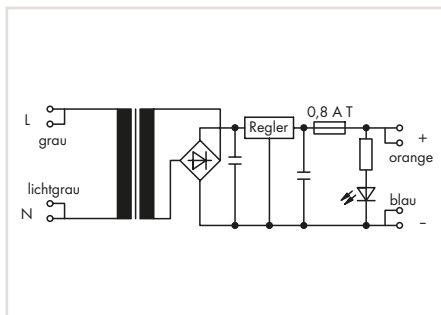 0,8 A T
L
Regler
+
grau
orange
lichtgrau
blau
N
–